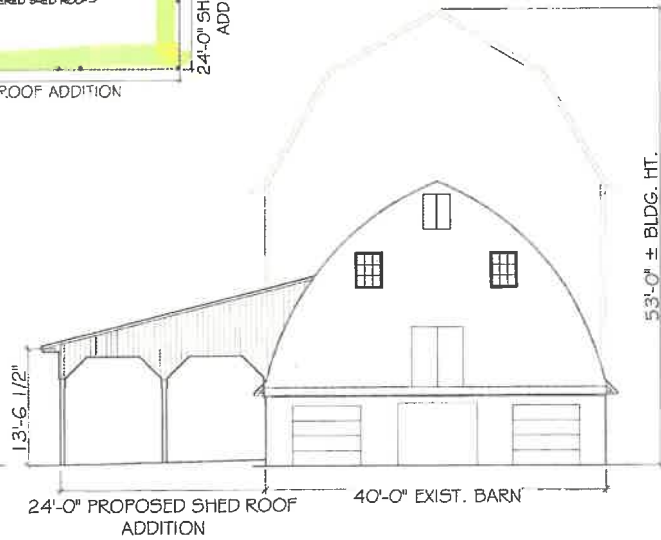 24'-0" SH
ADD
ROOF ADDITION
53'-0" ± BLDG. HT.
13'-6 1/2"
24'-0" PROPOSED SHED ROOF
ADDITION
40'-0" EXIST. BARN